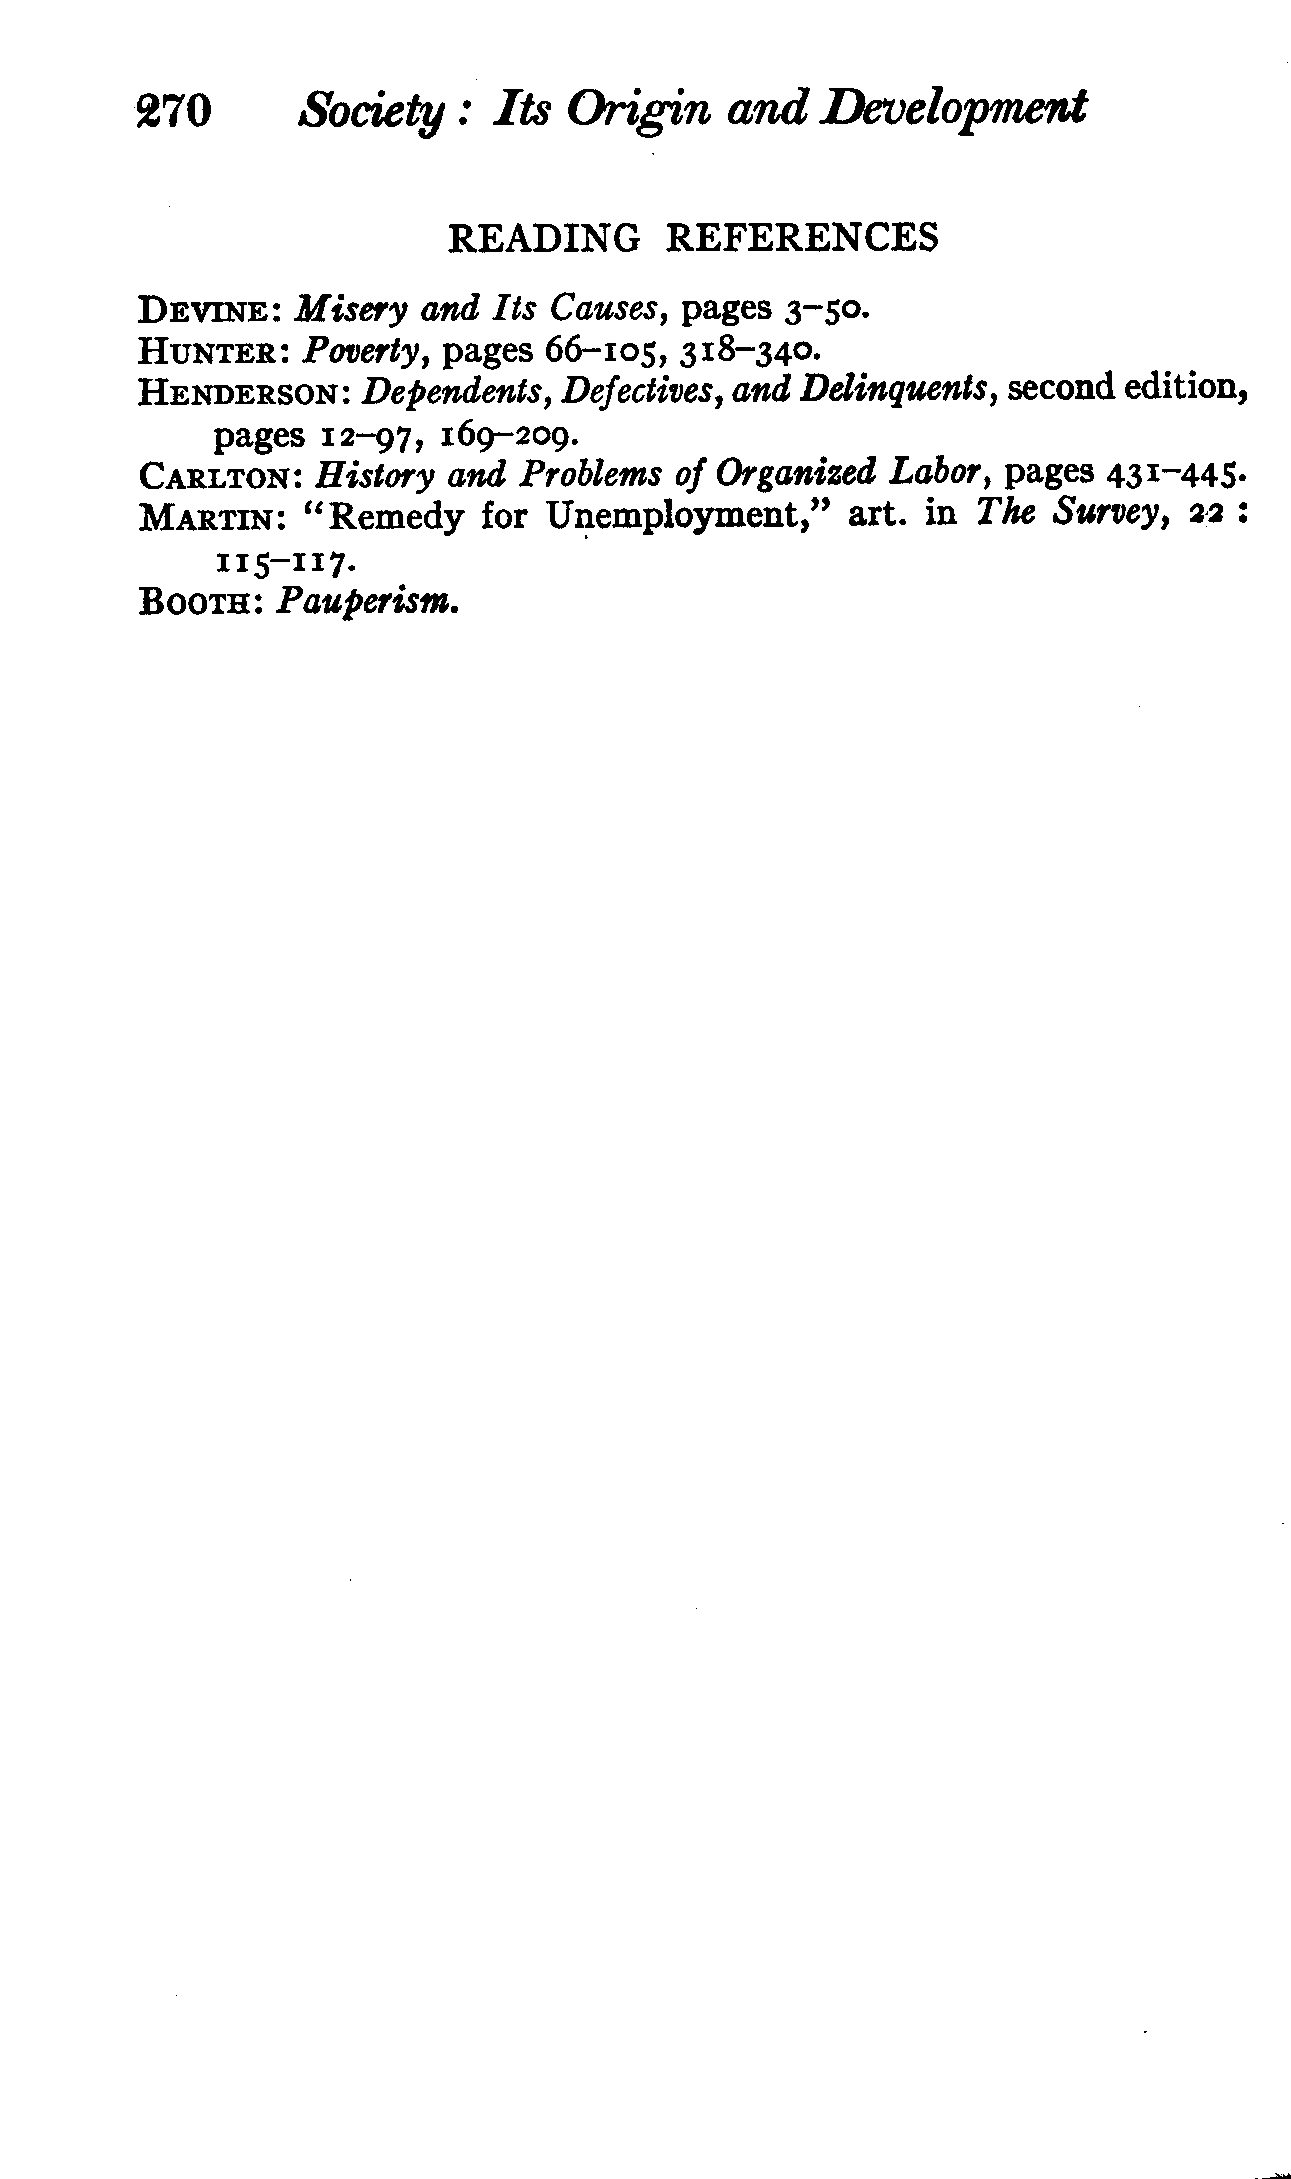 270 Society : Its Origin and Development
READING REFERENCES
DEVINE: Misery and Its Causes, pages 3–50.
HUNTER: Poverty, pages 66–105, 318–340.
HENDERSON: Dependents, Defectives, and Delinquents, second edition,
pages 12–97, 169–209.
CARLTON: History and Problems of Organized Labor, pages 431–445.
MARTIN: “Remedy for Unemployment,” art. in The Survey, 22 :
115–117.
BOOTH: Pauperism.